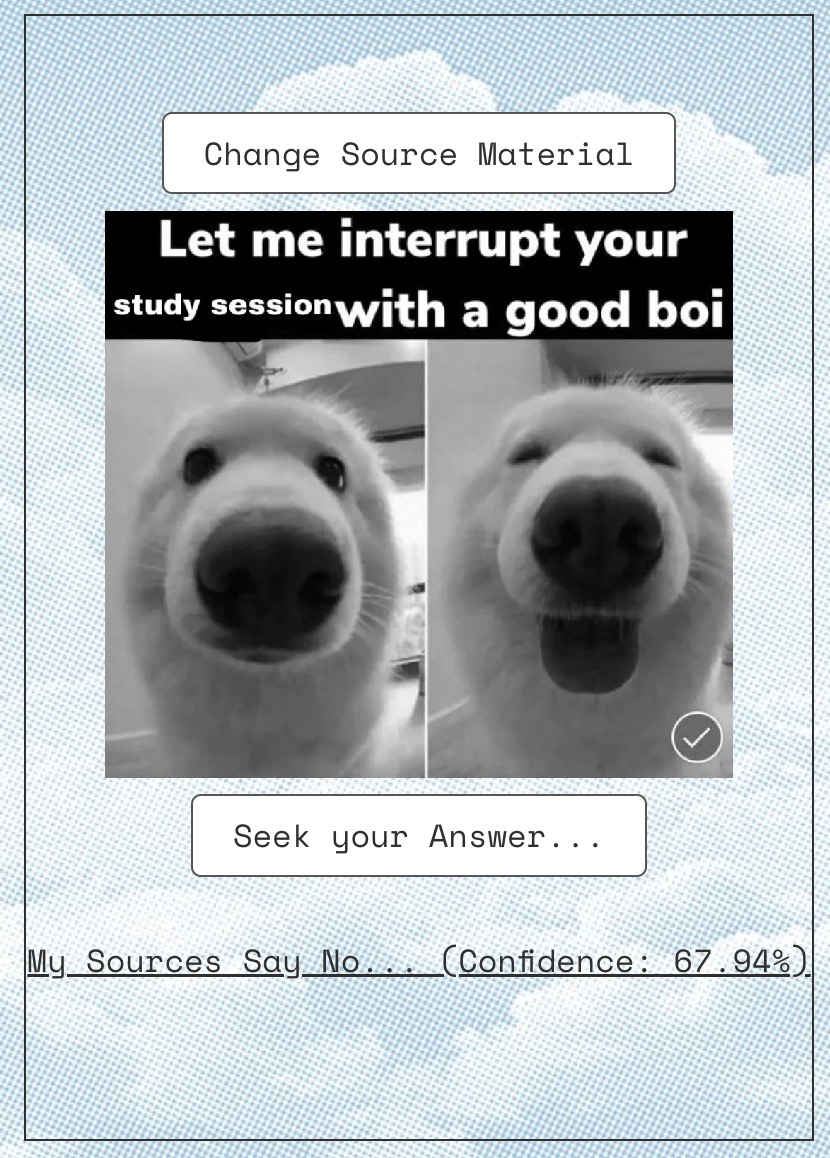 Change Source Material
Let me interrupt your
study session with a good boi
Seek your Answer...
My Sources Say No... (Confidence: 67.94%)